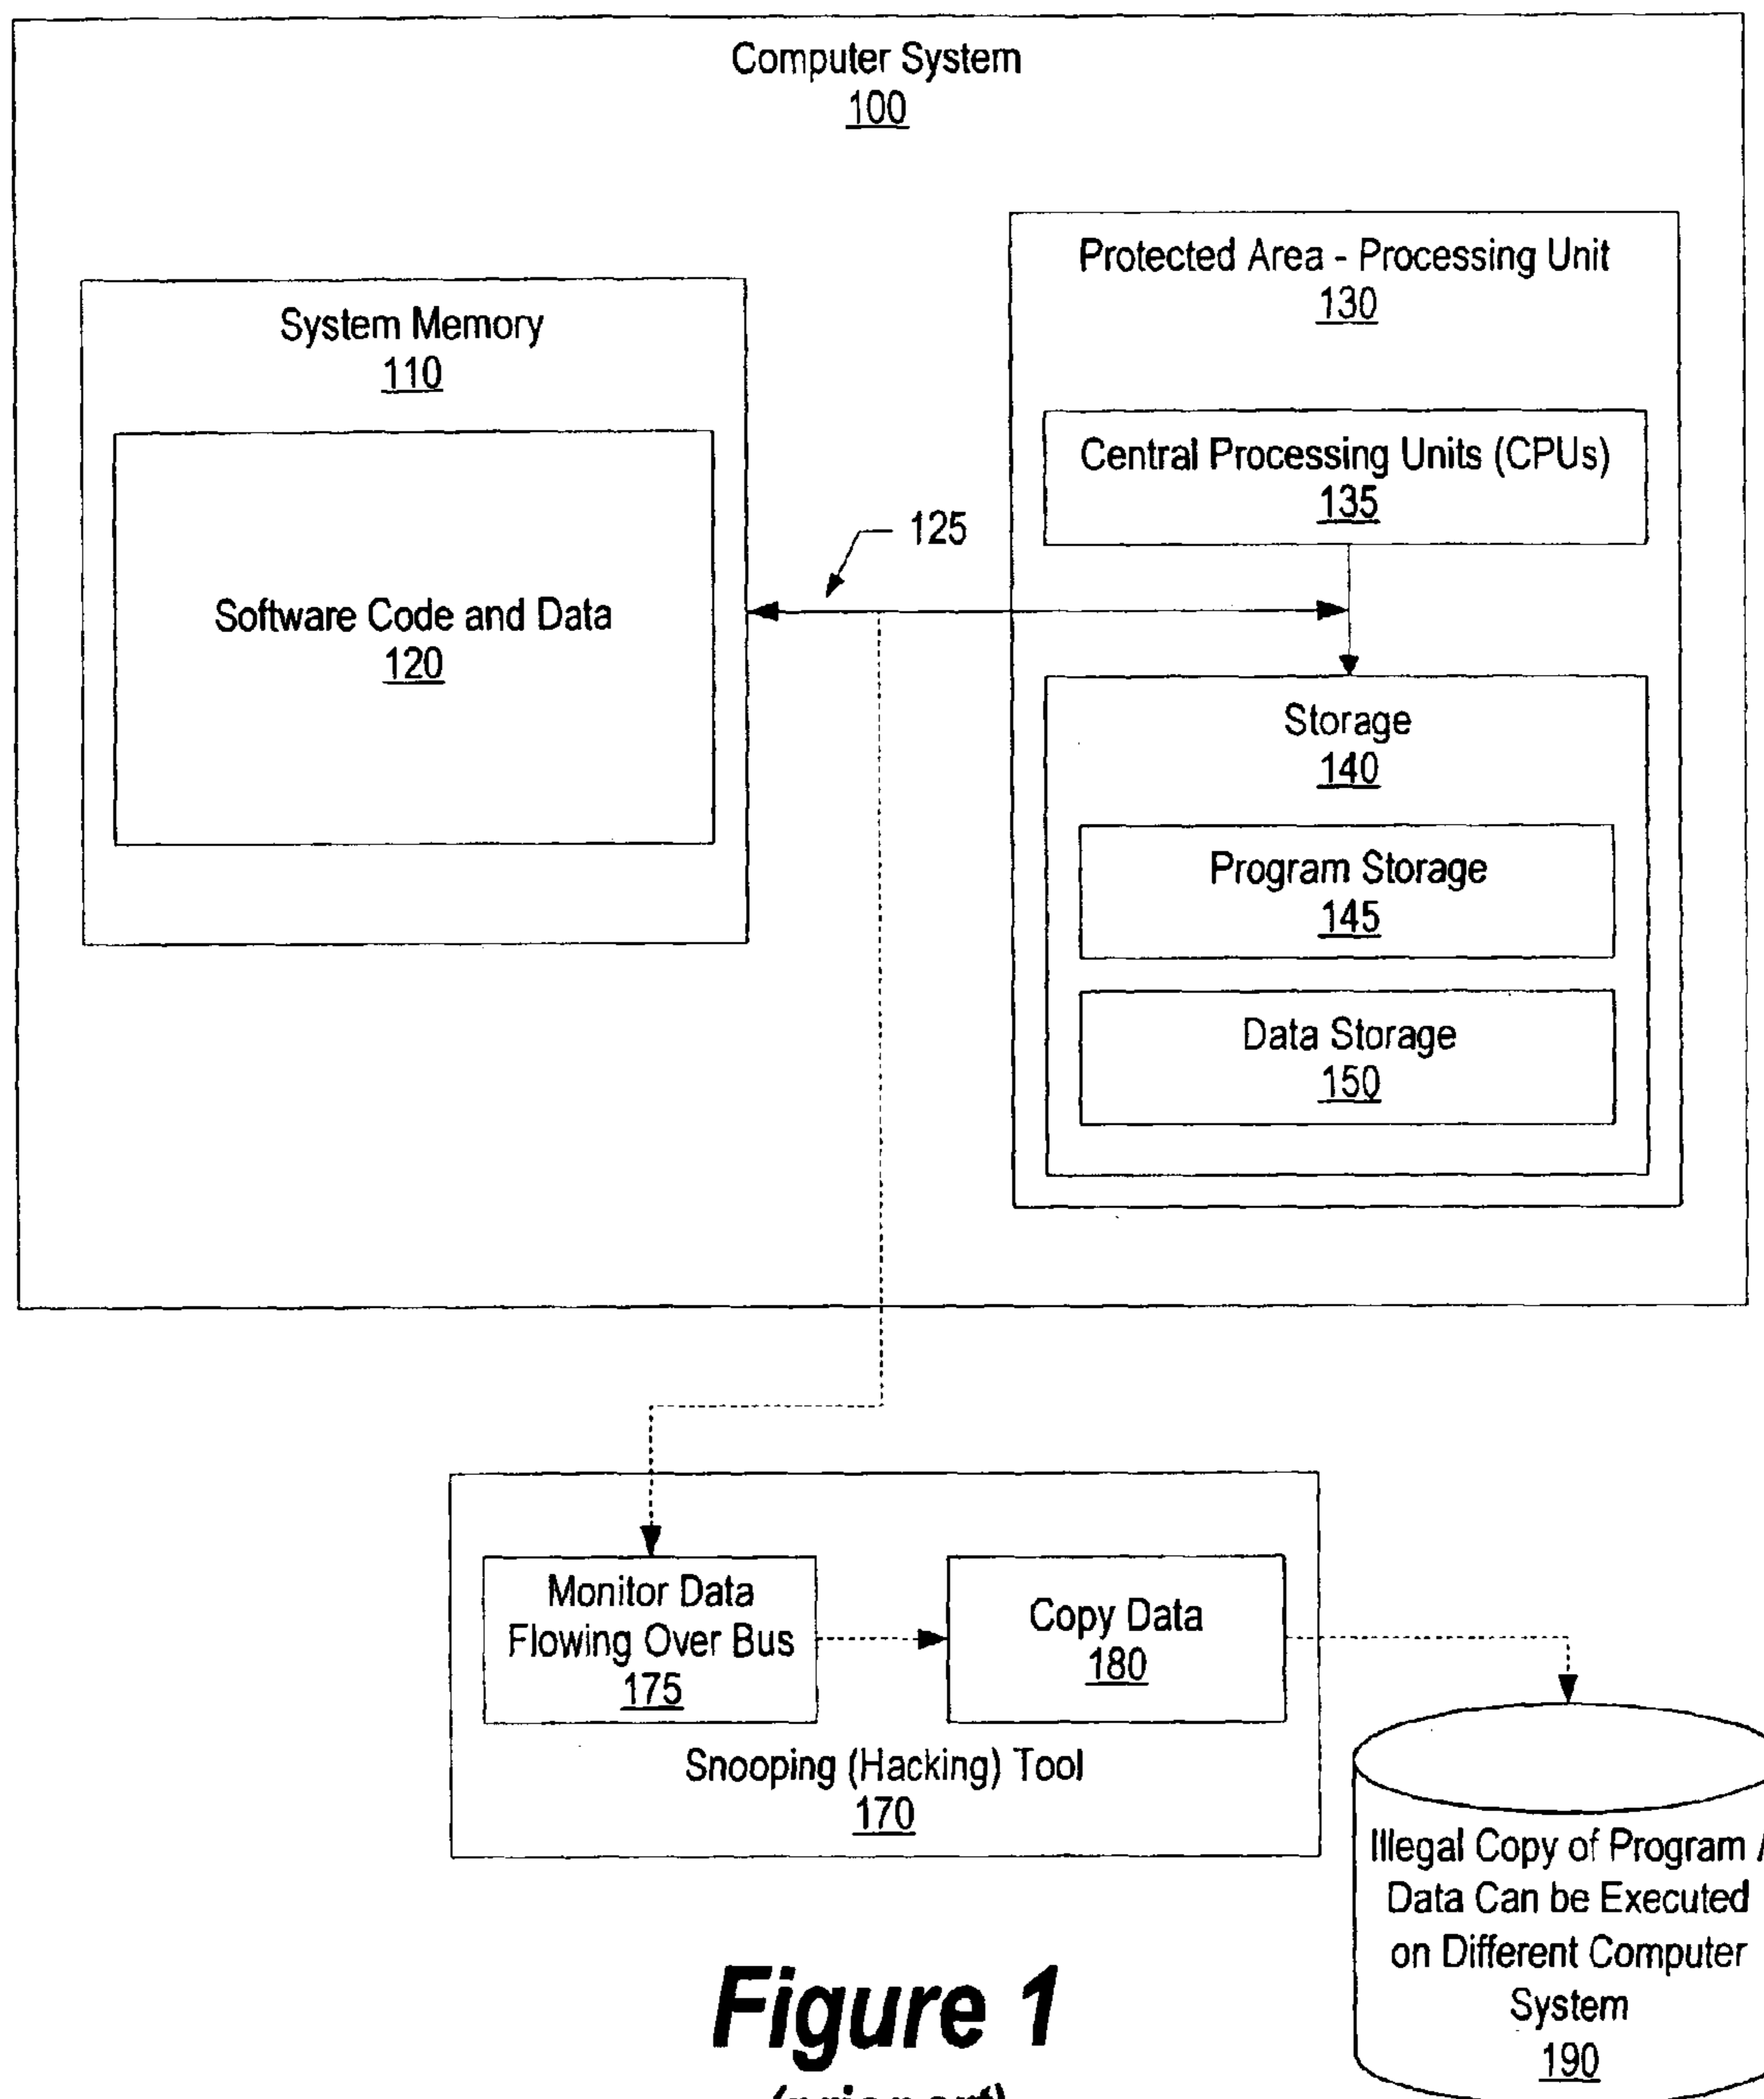 Computer System
100
Protected Area - Processing Unit
130
System Memory
110
Central Processing Units (CPUs)
135
125
Software Code and Data
120
Storage
140
Program Storage
145
Data Storage
150
Monitor Data
Flowing Over Bus
175
Copy Data
180
Snooping (Hacking) Tool
170
Illegal Copy of Program /
Data Can be Executed
on Different Computer
System
190
Figure 1
(prior art)